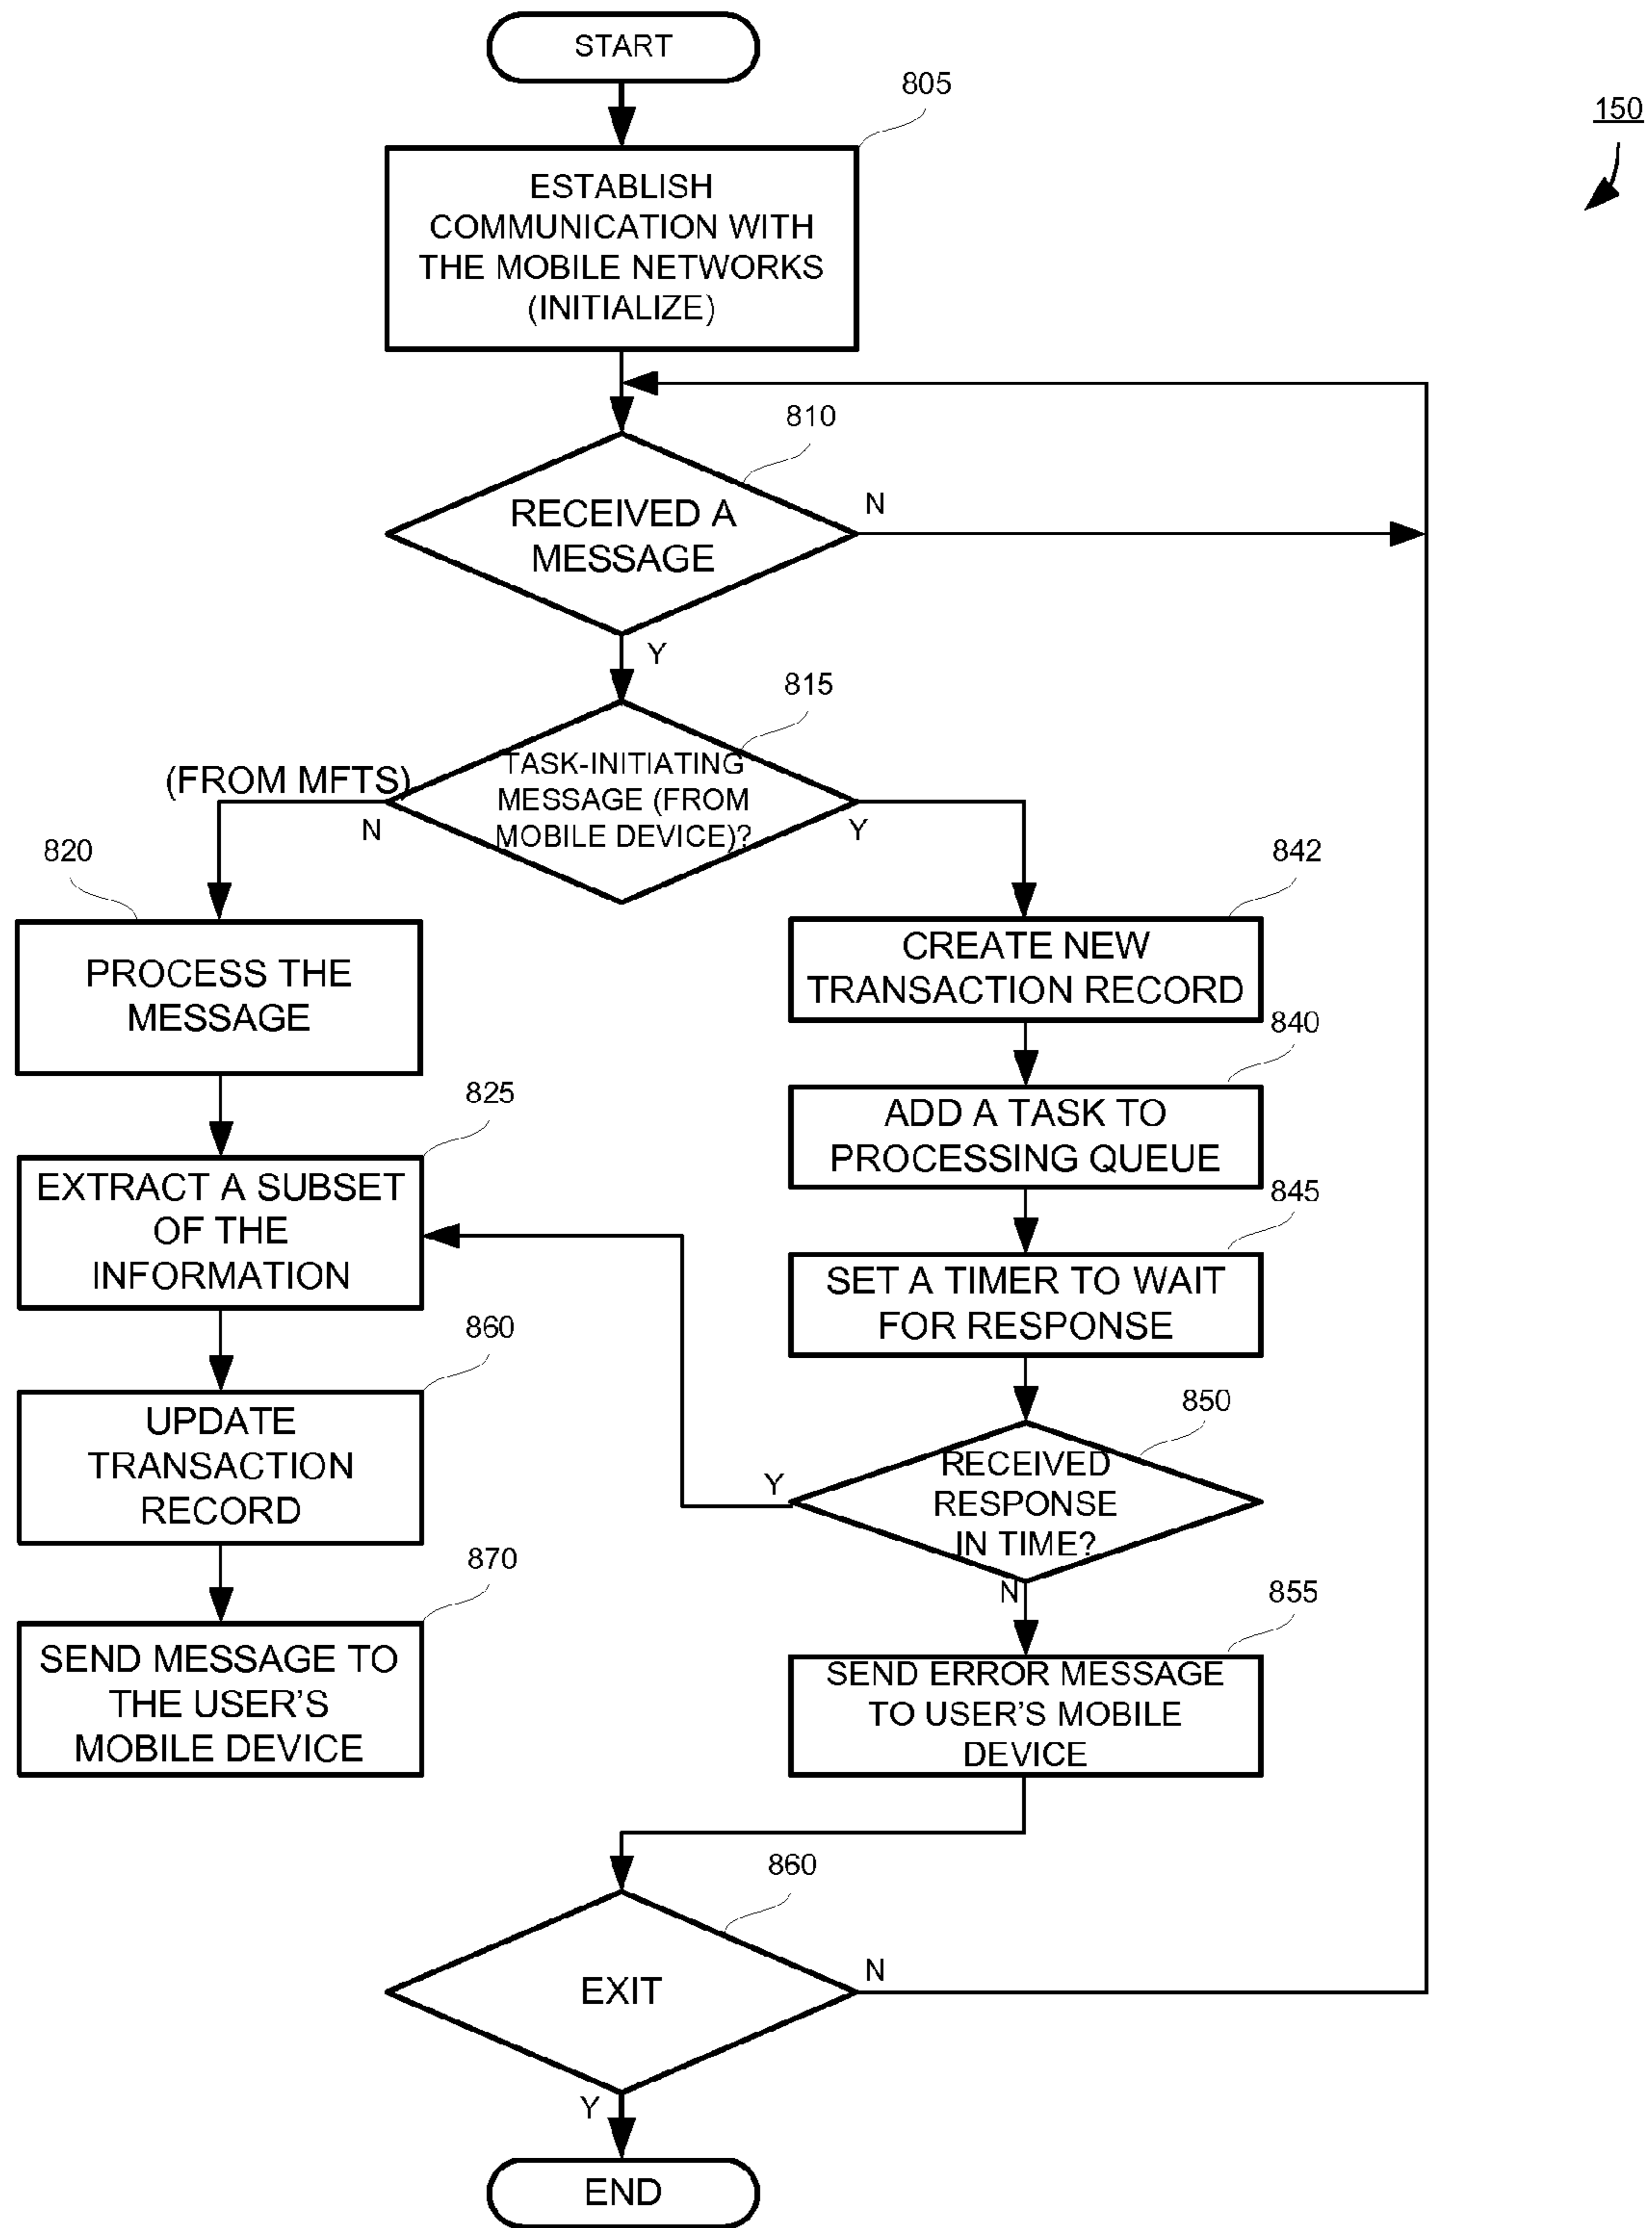 START
805
150
ESTABLISH
COMMUNICATION WITH
THE MOBILE NETWORKS
(INITIALIZE)
810
RECEIVED A
MESSAGE
N
Y
815
(FROM MFTS)
TASK-INITIATING
MESSAGE (FROM
MOBILE DEVICE)?
N
Y
820
842
PROCESS THE
MESSAGE
CREATE NEW
TRANSACTION RECORD
840
825
ADD A TASK TO
PROCESSING QUEUE
EXTRACT A SUBSET
OF THE
INFORMATION
845
SET A TIMER TO WAIT
FOR RESPONSE
860
850
UPDATE
TRANSACTION
RECORD
RECEIVED
RESPONSE
IN TIME?
Y
N
870
855
SEND MESSAGE TO
THE USER'S
MOBILE DEVICE
SEND ERROR MESSAGE
TO USER'S MOBILE
DEVICE
860
EXIT
N
Y
END